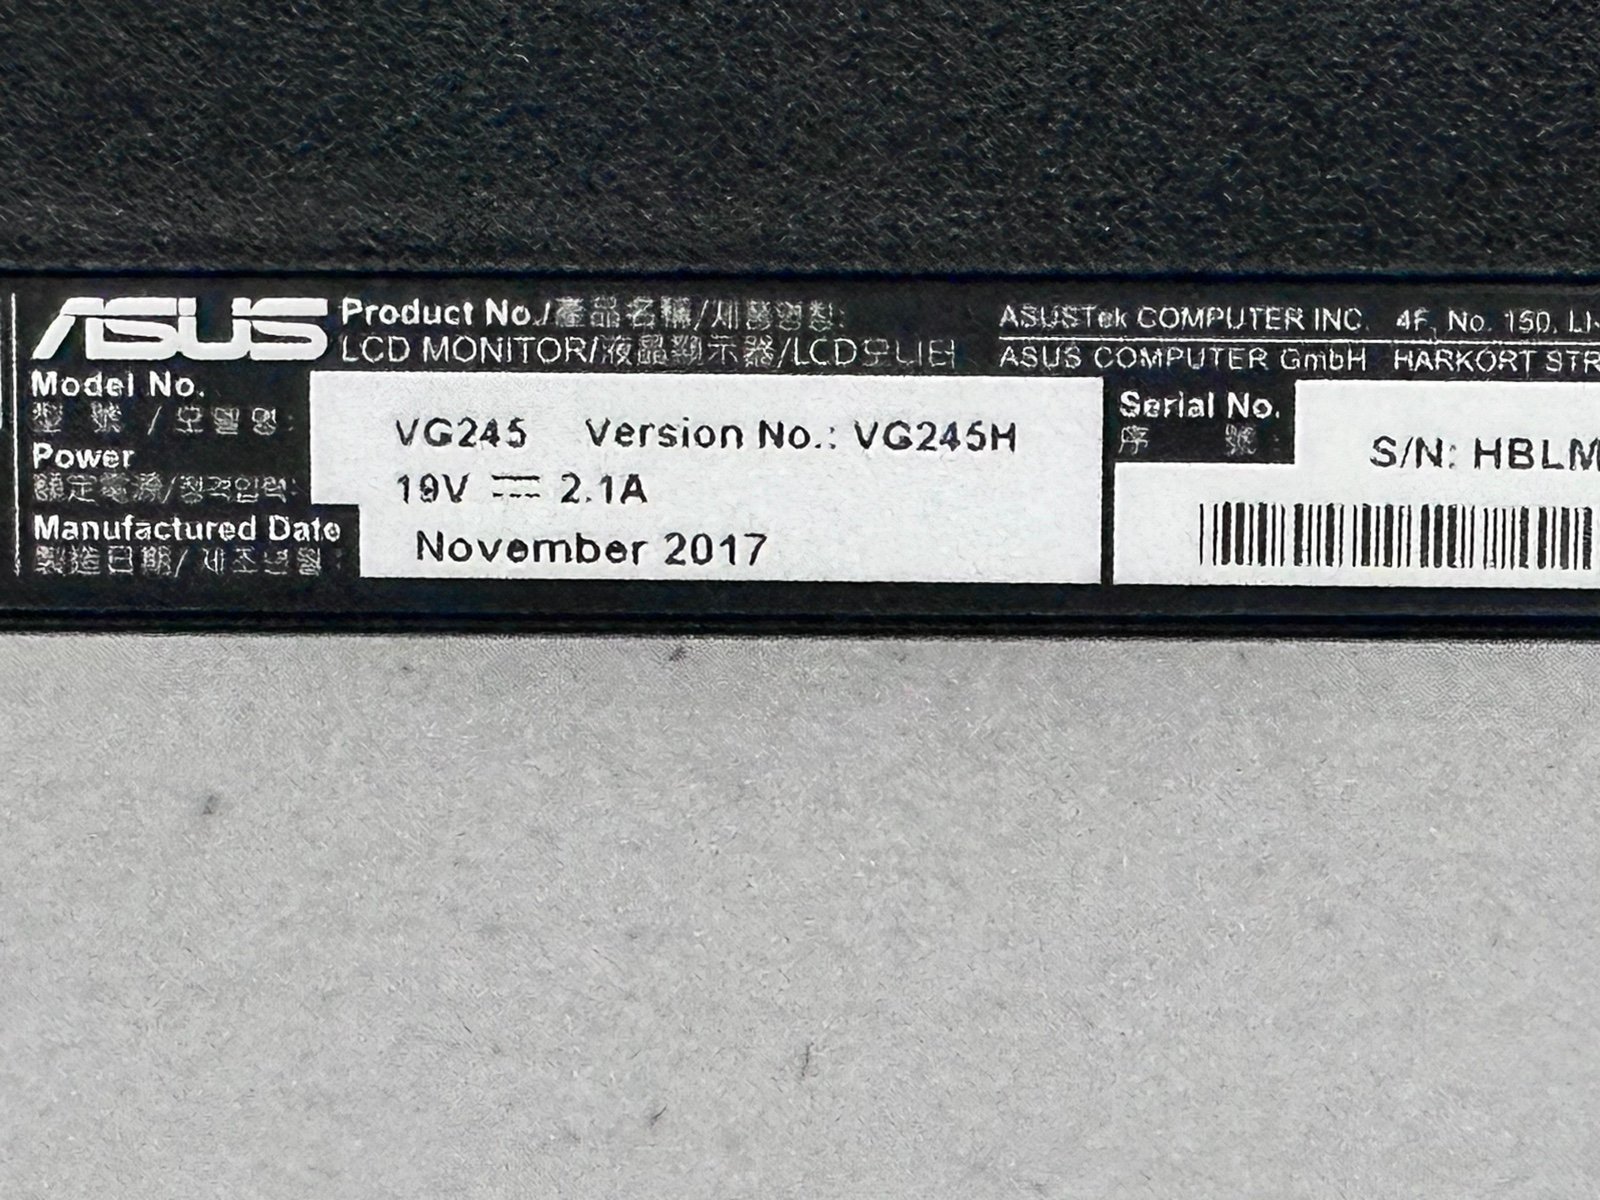 ASUS
Product No./產品名稱/제품명칭:
LCD MONITOR/液晶顯示器/LCD모니터
ASUSTek COMPUTER INC. 4F, No. 150, LI-
ASUS COMPUTER GmbH HARKORT STR
Model No.
型 號 / 모델명:
VG245 Version No.: VG245H
Power
額定電源/정격입력:
19V ⎓ 2.1A
Manufactured Date
製造日期/ 제조년월:
November 2017
Serial No.
序 號 :
S/N: HBLM